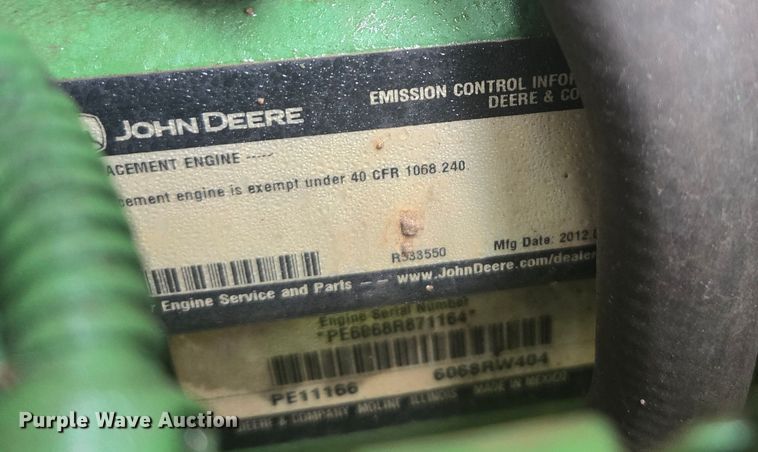 EMISSION CONTROL
JOHN DEERE
DEERE & CO
ACEMENT ENGINE -----
cement engine is exempt under 40 CFR 1068.240.
R533550
Mfg Date: 2012
Engine Service and Parts -- www.JohnDeere.com/dealer
Engine Serial Number
*PE6068R871164*
PE11166
6068RW404
DEERE & COMPANY MOLINE, ILLINOIS MADE IN MEXICO
Purple Wave Auction